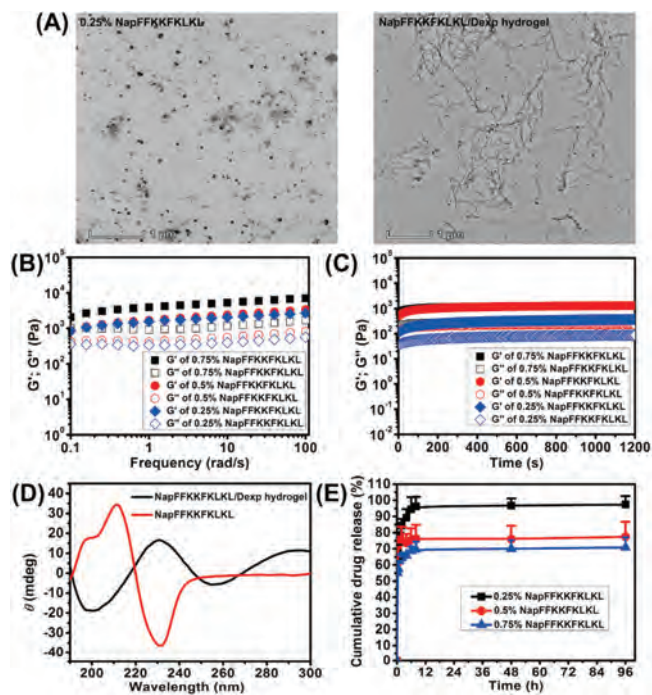 (A) 0.25% NapFFKKFKLKL
NapFFKKFKLKL/Dexp hydrogel
1 μm
1 μm
(B)
G'; G'' (Pa)
10⁵
10⁴
10³
10²
10¹
10⁰
G' of 0.75% NapFFKKFKLKL
G'' of 0.75% NapFFKKFKLKL
G' of 0.5% NapFFKKFKLKL
G'' of 0.5% NapFFKKFKLKL
G' of 0.25% NapFFKKFKLKL
G'' of 0.25% NapFFKKFKLKL
0.1 1 10 100
Frequency (rad/s)
(C)
G'; G'' (Pa)
10⁵
10⁴
10³
10²
10¹
10⁰
10⁻¹
10⁻²
G' of 0.75% NapFFKKFKLKL
G'' of 0.75% NapFFKKFKLKL
G' of 0.5% NapFFKKFKLKL
G'' of 0.5% NapFFKKFKLKL
G' of 0.25% NapFFKKFKLKL
G'' of 0.25% NapFFKKFKLKL
0 200 400 600 800 1000 1200
Time (s)
(D)
θ (mdeg)
40
30
20
10
0
-10
-20
-30
-40
NapFFKKFKLKL/Dexp hydrogel
NapFFKKFKLKL
200 220 240 260 280 300
Wavelength (nm)
(E)
Cumulative drug release (%)
110
100
90
80
70
60
50
40
30
20
10
0
0.25% NapFFKKFKLKL
0.5% NapFFKKFKLKL
0.75% NapFFKKFKLKL
0 12 24 36 48 60 72 84 96
Time (h)